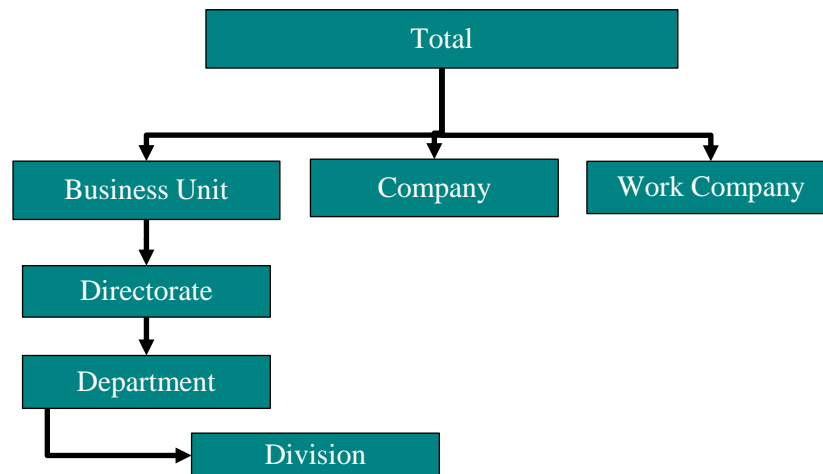 Total
Business Unit
Company
Work Company
Directorate
Department
Division